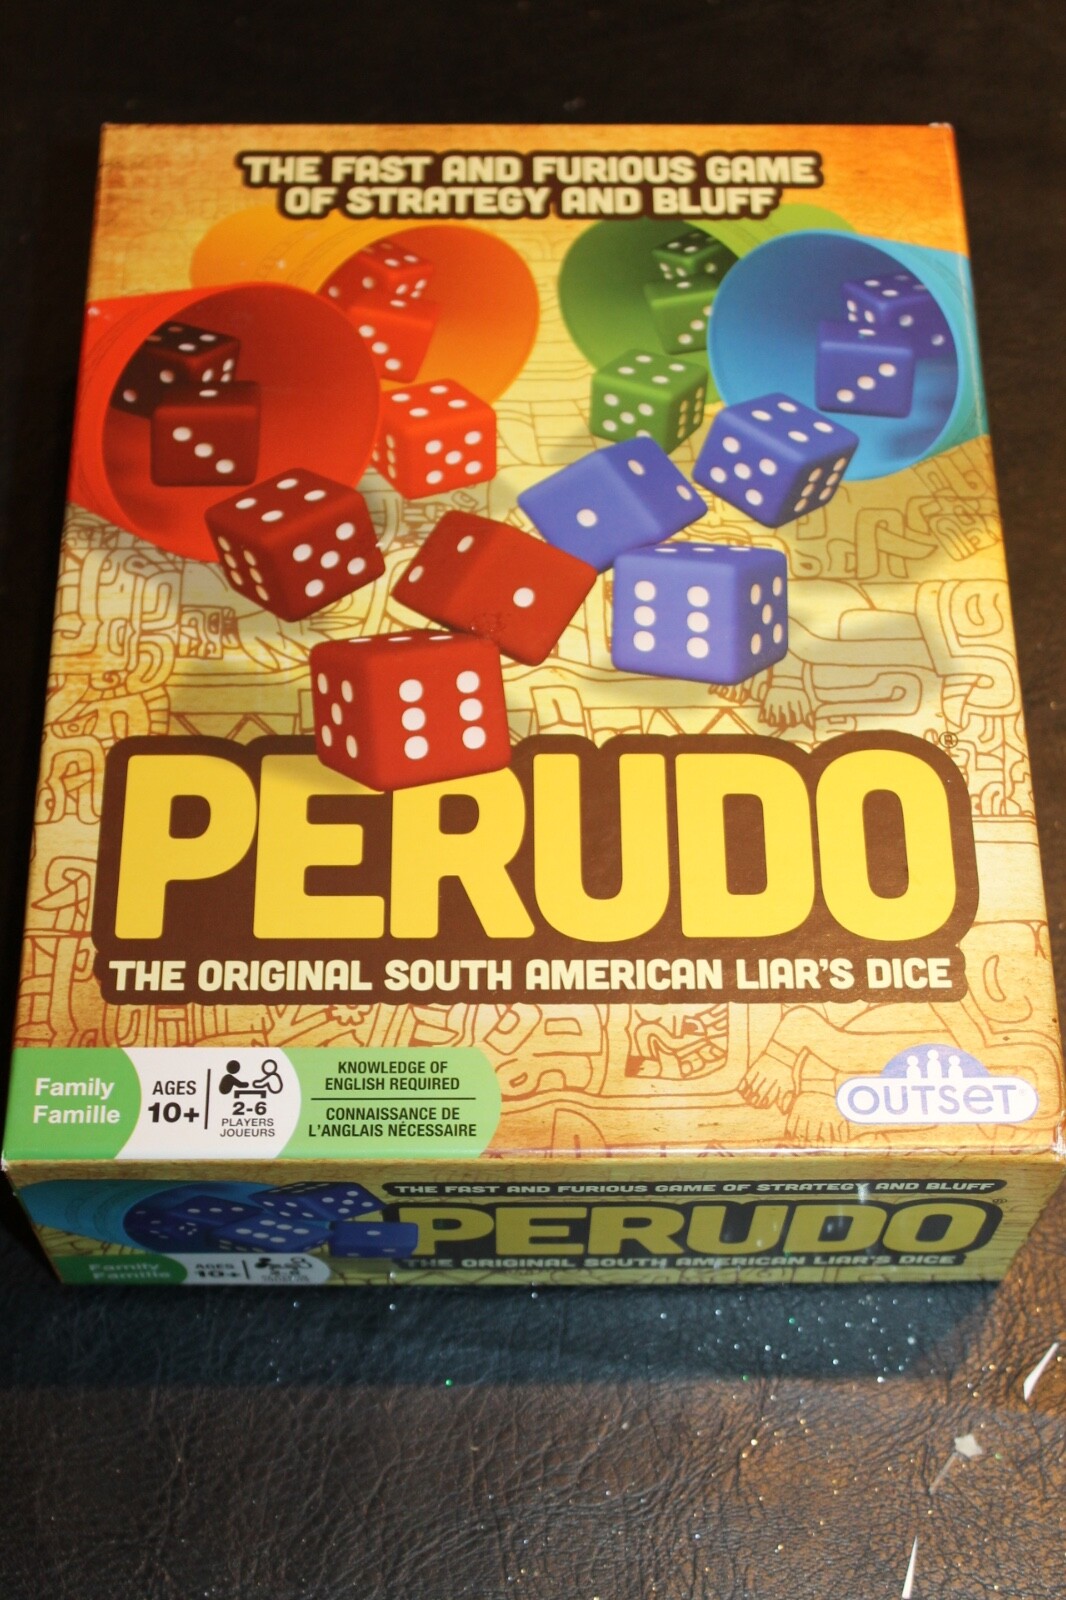 THE FAST AND FURIOUS GAME
OF STRATEGY AND BLUFF
PERUDO®
THE ORIGINAL SOUTH AMERICAN LIAR'S DICE
Family
Famille
AGES
10+
2-6
PLAYERS
JOUEURS
KNOWLEDGE OF
ENGLISH REQUIRED
CONNAISSANCE DE
L'ANGLAIS NÉCESSAIRE
OUTSET
THE FAST AND FURIOUS GAME OF STRATEGY AND BLUFF
PERUDO®
THE ORIGINAL SOUTH AMERICAN LIAR'S DICE
Family
Famille
AGES
10+